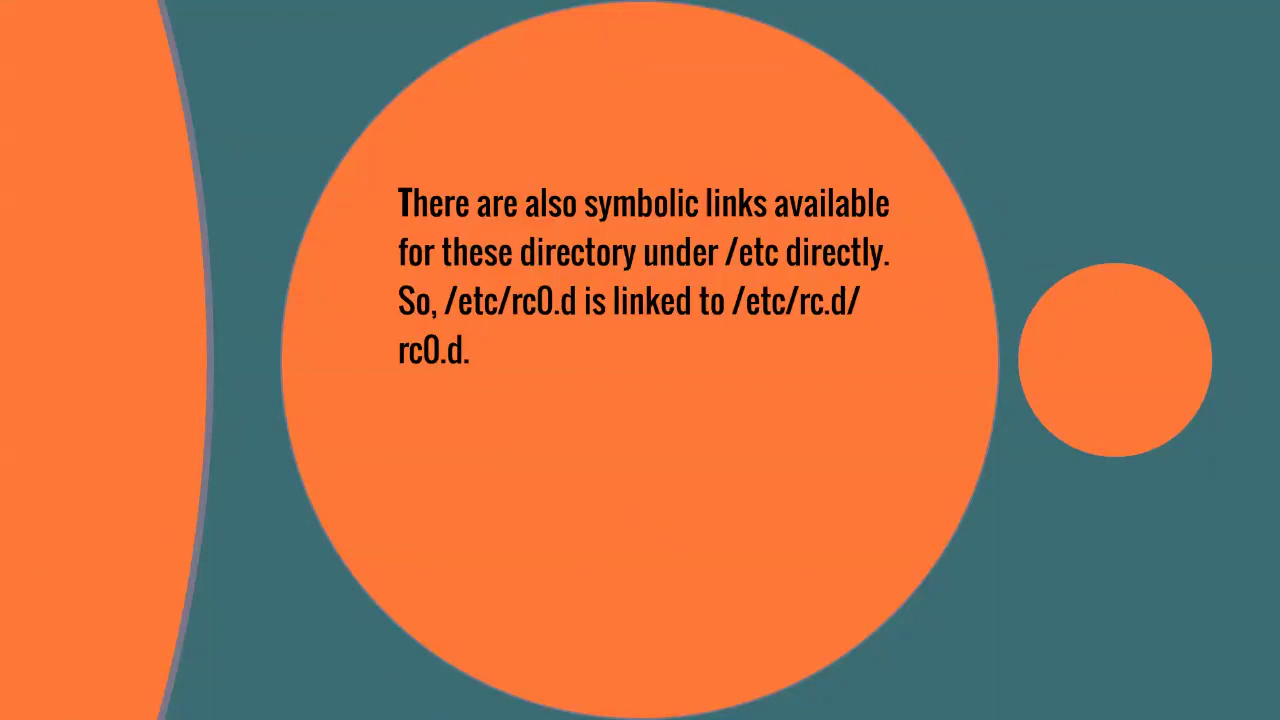 There are also symbolic links available
for these directory under /etc directly.
So, /etc/rc0.d is linked to /etc/rc.d/
rc0.d.